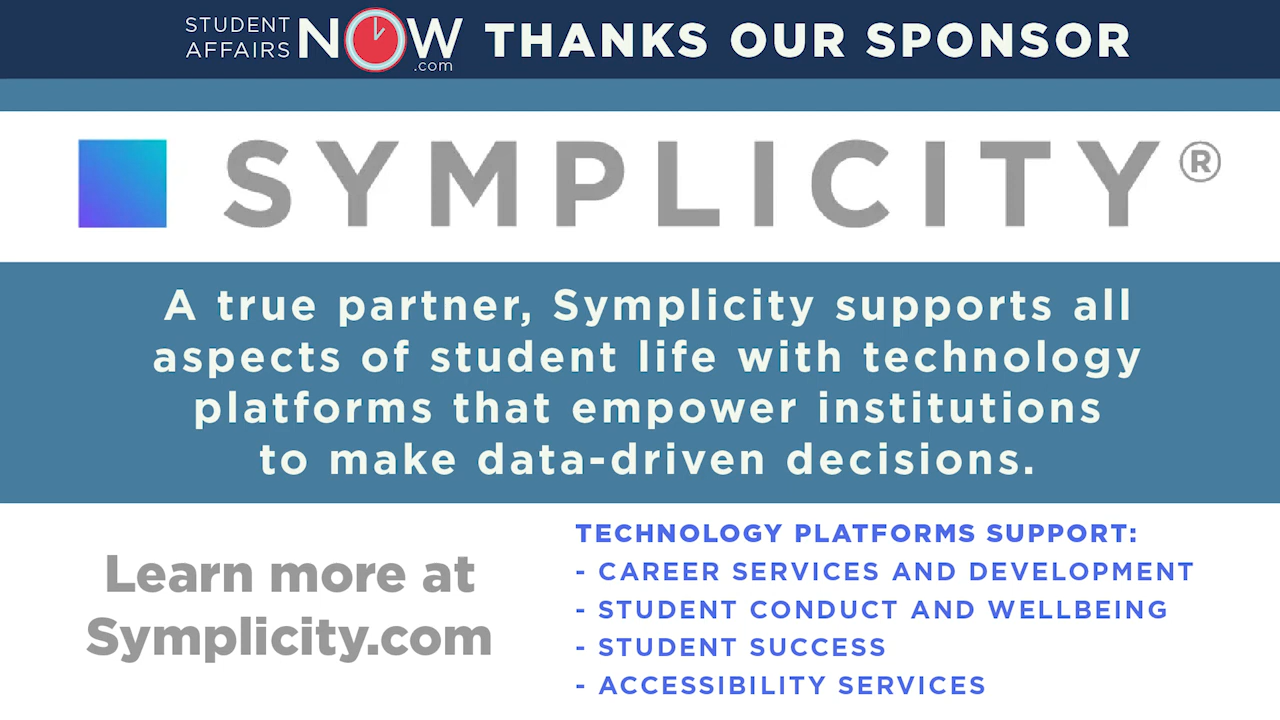 STUDENT AFFAIRS NOW.com THANKS OUR SPONSOR
SYMPLICITY®
A true partner, Symplicity supports all
aspects of student life with technology
platforms that empower institutions
to make data-driven decisions.
Learn more at
Symplicity.com
TECHNOLOGY PLATFORMS SUPPORT:
- CAREER SERVICES AND DEVELOPMENT
- STUDENT CONDUCT AND WELLBEING
- STUDENT SUCCESS
- ACCESSIBILITY SERVICES